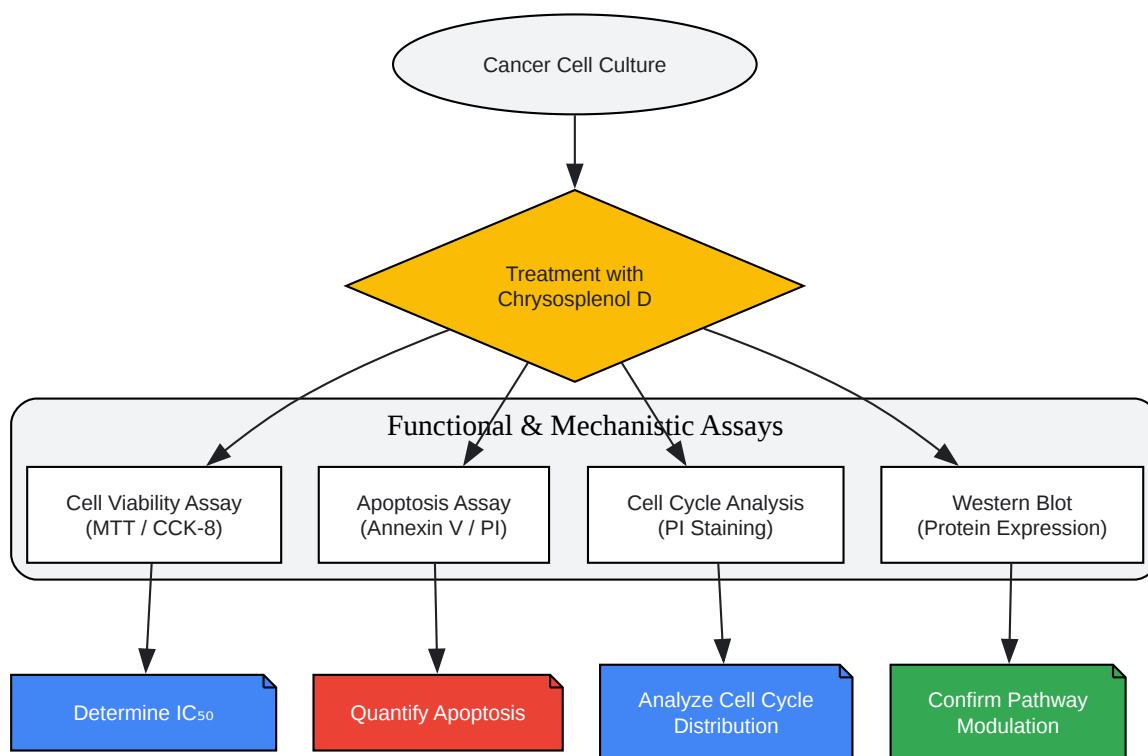 Cancer Cell Culture
Treatment with
Chrysosplenol D
Functional & Mechanistic Assays
Cell Viability Assay
(MTT / CCK-8)
Apoptosis Assay
(Annexin V / PI)
Cell Cycle Analysis
(PI Staining)
Western Blot
(Protein Expression)
Determine IC₅₀
Quantify Apoptosis
Analyze Cell Cycle
Distribution
Confirm Pathway
Modulation